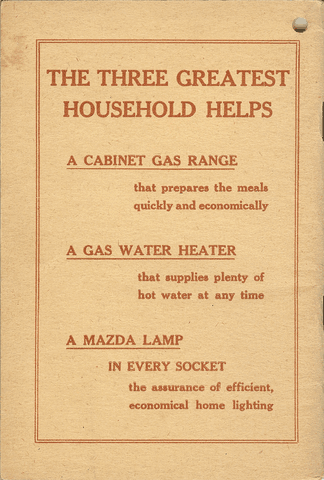 THE THREE GREATEST
HOUSEHOLD HELPS
A CABINET GAS RANGE
that prepares the meals
quickly and economically
A GAS WATER HEATER
that supplies plenty of
hot water at any time
A MAZDA LAMP
IN EVERY SOCKET
the assurance of efficient,
economical home lighting